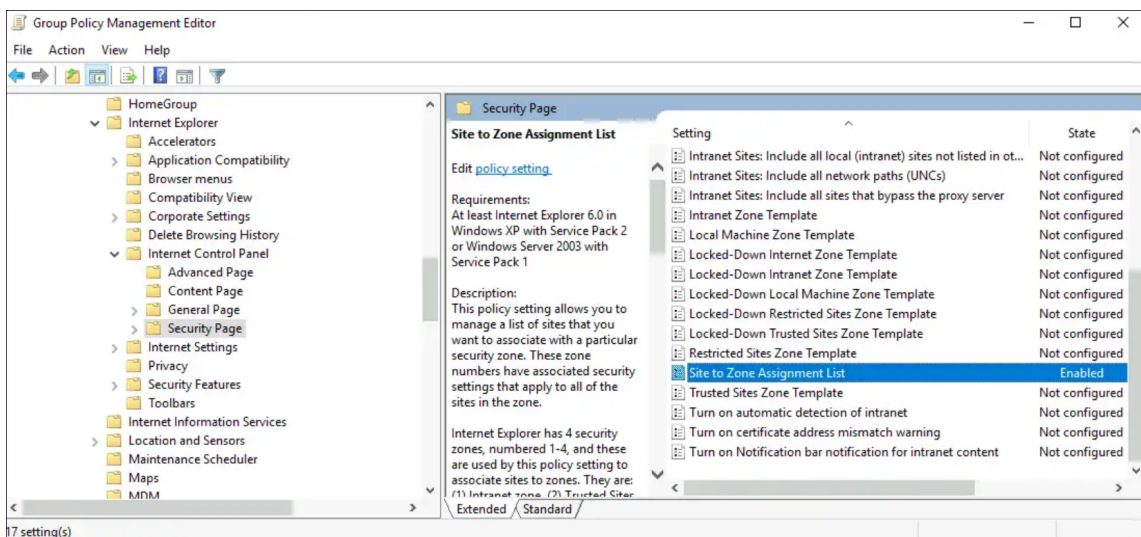 Group Policy Management Editor
File Action View Help
HomeGroup
Internet Explorer
Accelerators
Application Compatibility
Browser menus
Compatibility View
Corporate Settings
Delete Browsing History
Internet Control Panel
Advanced Page
Content Page
General Page
Security Page
Internet Settings
Privacy
Security Features
Toolbars
Internet Information Services
Location and Sensors
Maintenance Scheduler
Maps
MDM
Security Page
Site to Zone Assignment List
Edit policy setting
Requirements:
At least Internet Explorer 6.0 in
Windows XP with Service Pack 2
or Windows Server 2003 with
Service Pack 1
Description:
This policy setting allows you to
manage a list of sites that you
want to associate with a particular
security zone. These zone
numbers have associated security
settings that apply to all of the
sites in the zone.
Internet Explorer has 4 security
zones, numbered 1-4, and these
are used by this policy setting to
associate sites to zones. They are:
(1) Intranet zone, (2) Trusted Sites
Setting State
Intranet Sites: Include all local (intranet) sites not listed in ot... Not configured
Intranet Sites: Include all network paths (UNCs) Not configured
Intranet Sites: Include all sites that bypass the proxy server Not configured
Intranet Zone Template Not configured
Local Machine Zone Template Not configured
Locked-Down Internet Zone Template Not configured
Locked-Down Intranet Zone Template Not configured
Locked-Down Local Machine Zone Template Not configured
Locked-Down Restricted Sites Zone Template Not configured
Locked-Down Trusted Sites Zone Template Not configured
Restricted Sites Zone Template Not configured
Site to Zone Assignment List Enabled
Trusted Sites Zone Template Not configured
Turn on automatic detection of intranet Not configured
Turn on certificate address mismatch warning Not configured
Turn on Notification bar notification for intranet content Not configured
Extended Standard
17 setting(s)